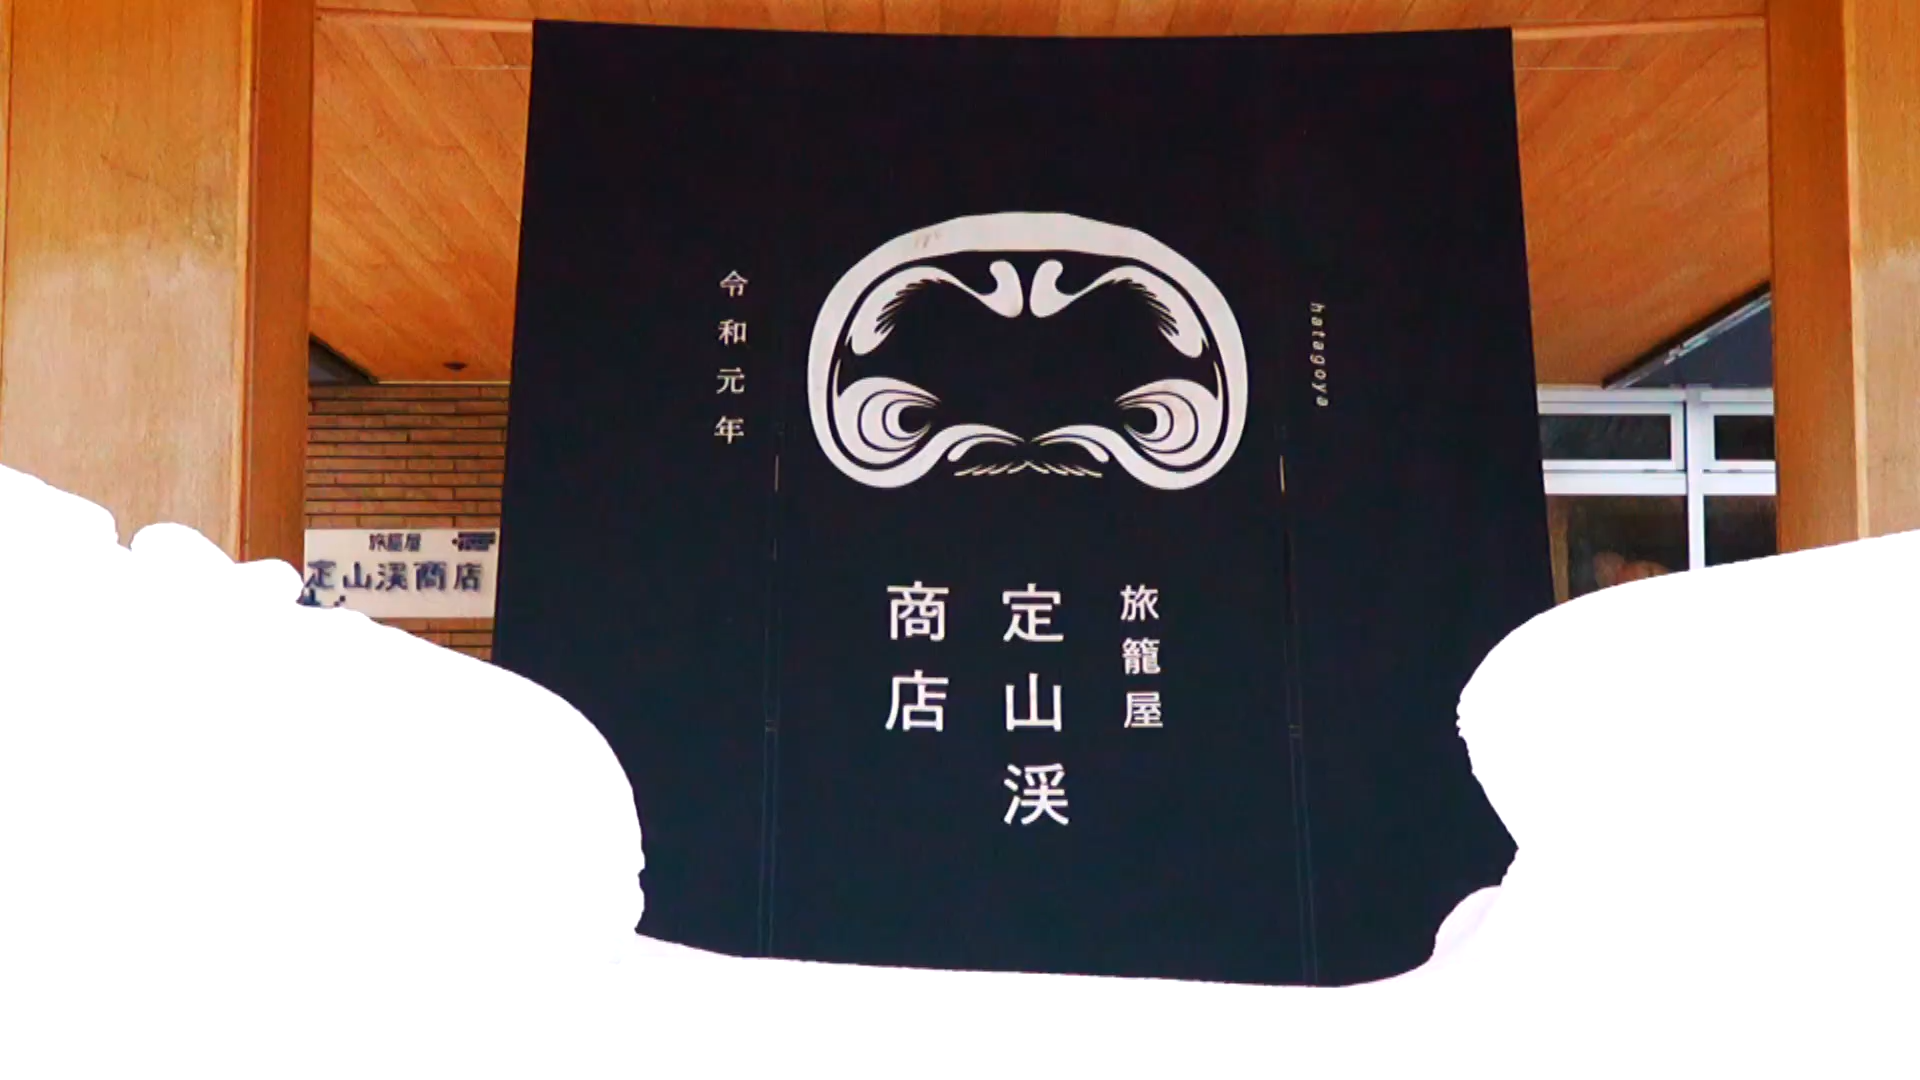 hatagoya
旅籠屋
定山渓
商店
令和元年
旅籠屋
定山渓商店